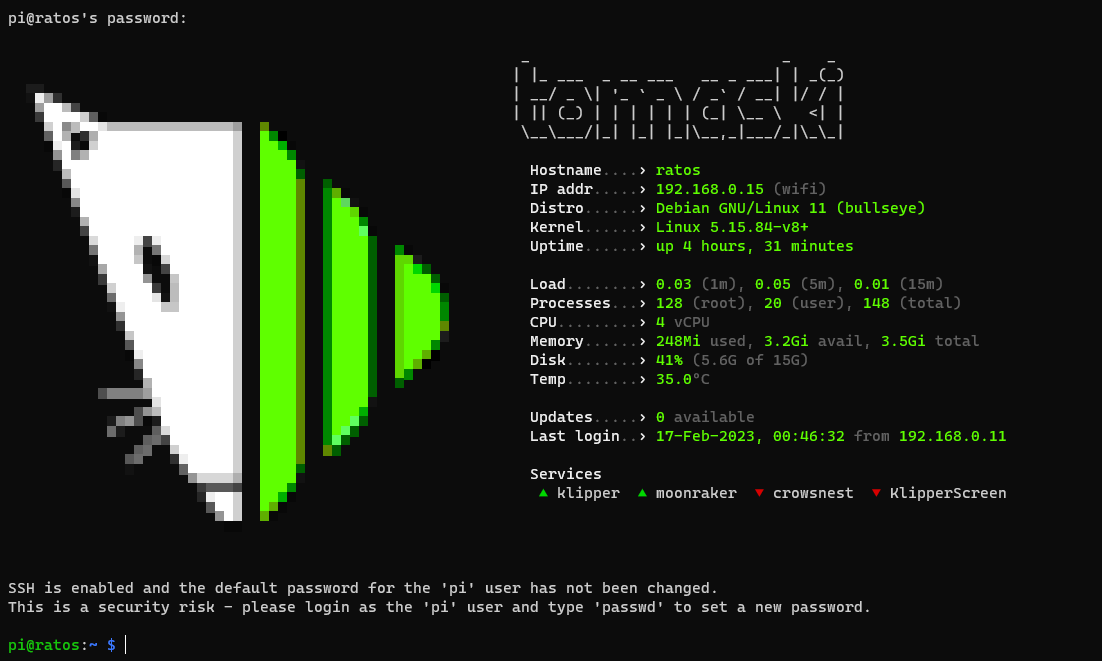 pi@ratos's password:
tomaski
Hostname....› ratos
IP addr.....› 192.168.0.15 (wifi)
Distro......› Debian GNU/Linux 11 (bullseye)
Kernel......› Linux 5.15.84-v8+
Uptime......› up 4 hours, 31 minutes
Load........› 0.03 (1m), 0.05 (5m), 0.01 (15m)
Processes...› 128 (root), 20 (user), 148 (total)
CPU.........› 4 vCPU
Memory......› 248Mi used, 3.2Gi avail, 3.5Gi total
Disk........› 41% (5.6G of 15G)
Temp........› 35.0°C
Updates.....› 0 available
Last login..› 17-Feb-2023, 00:46:32 from 192.168.0.11
Services
▲ klipper ▲ moonraker ▼ crowsnest ▼ KlipperScreen
SSH is enabled and the default password for the 'pi' user has not been changed.
This is a security risk - please login as the 'pi' user and type 'passwd' to set a new password.
pi@ratos:~ $